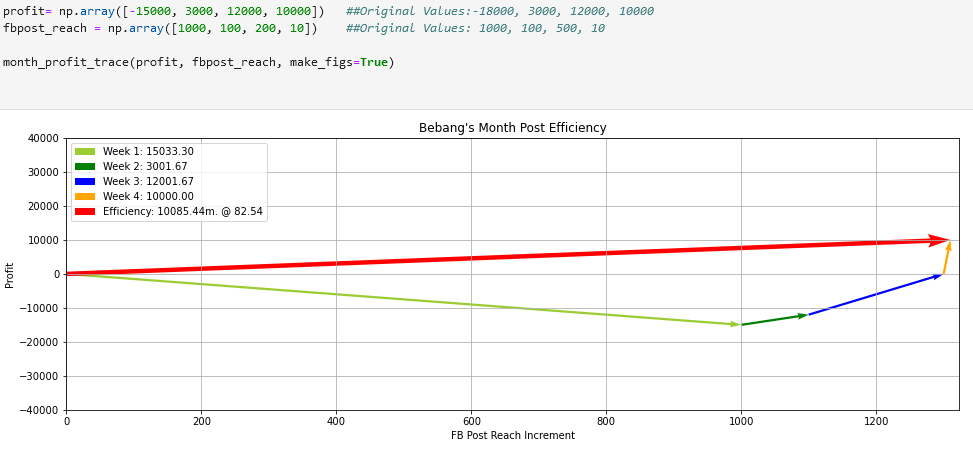 profit= np.array([-15000, 3000, 12000, 10000])   ##Original Values:-18000, 3000, 12000, 10000
fbpost_reach = np.array([1000, 100, 200, 10])    ##Original Values: 1000, 100, 500, 10
month_profit_trace(profit, fbpost_reach, make_figs=True)
Bebang's Month Post Efficiency
Week 1: 15033.30
Week 2: 3001.67
Week 3: 12001.67
Week 4: 10000.00
Efficiency: 10085.44m. @ 82.54
Profit
40000
30000
20000
10000
0
−10000
−20000
−30000
−40000
0 200 400 600 800 1000 1200
FB Post Reach Increment